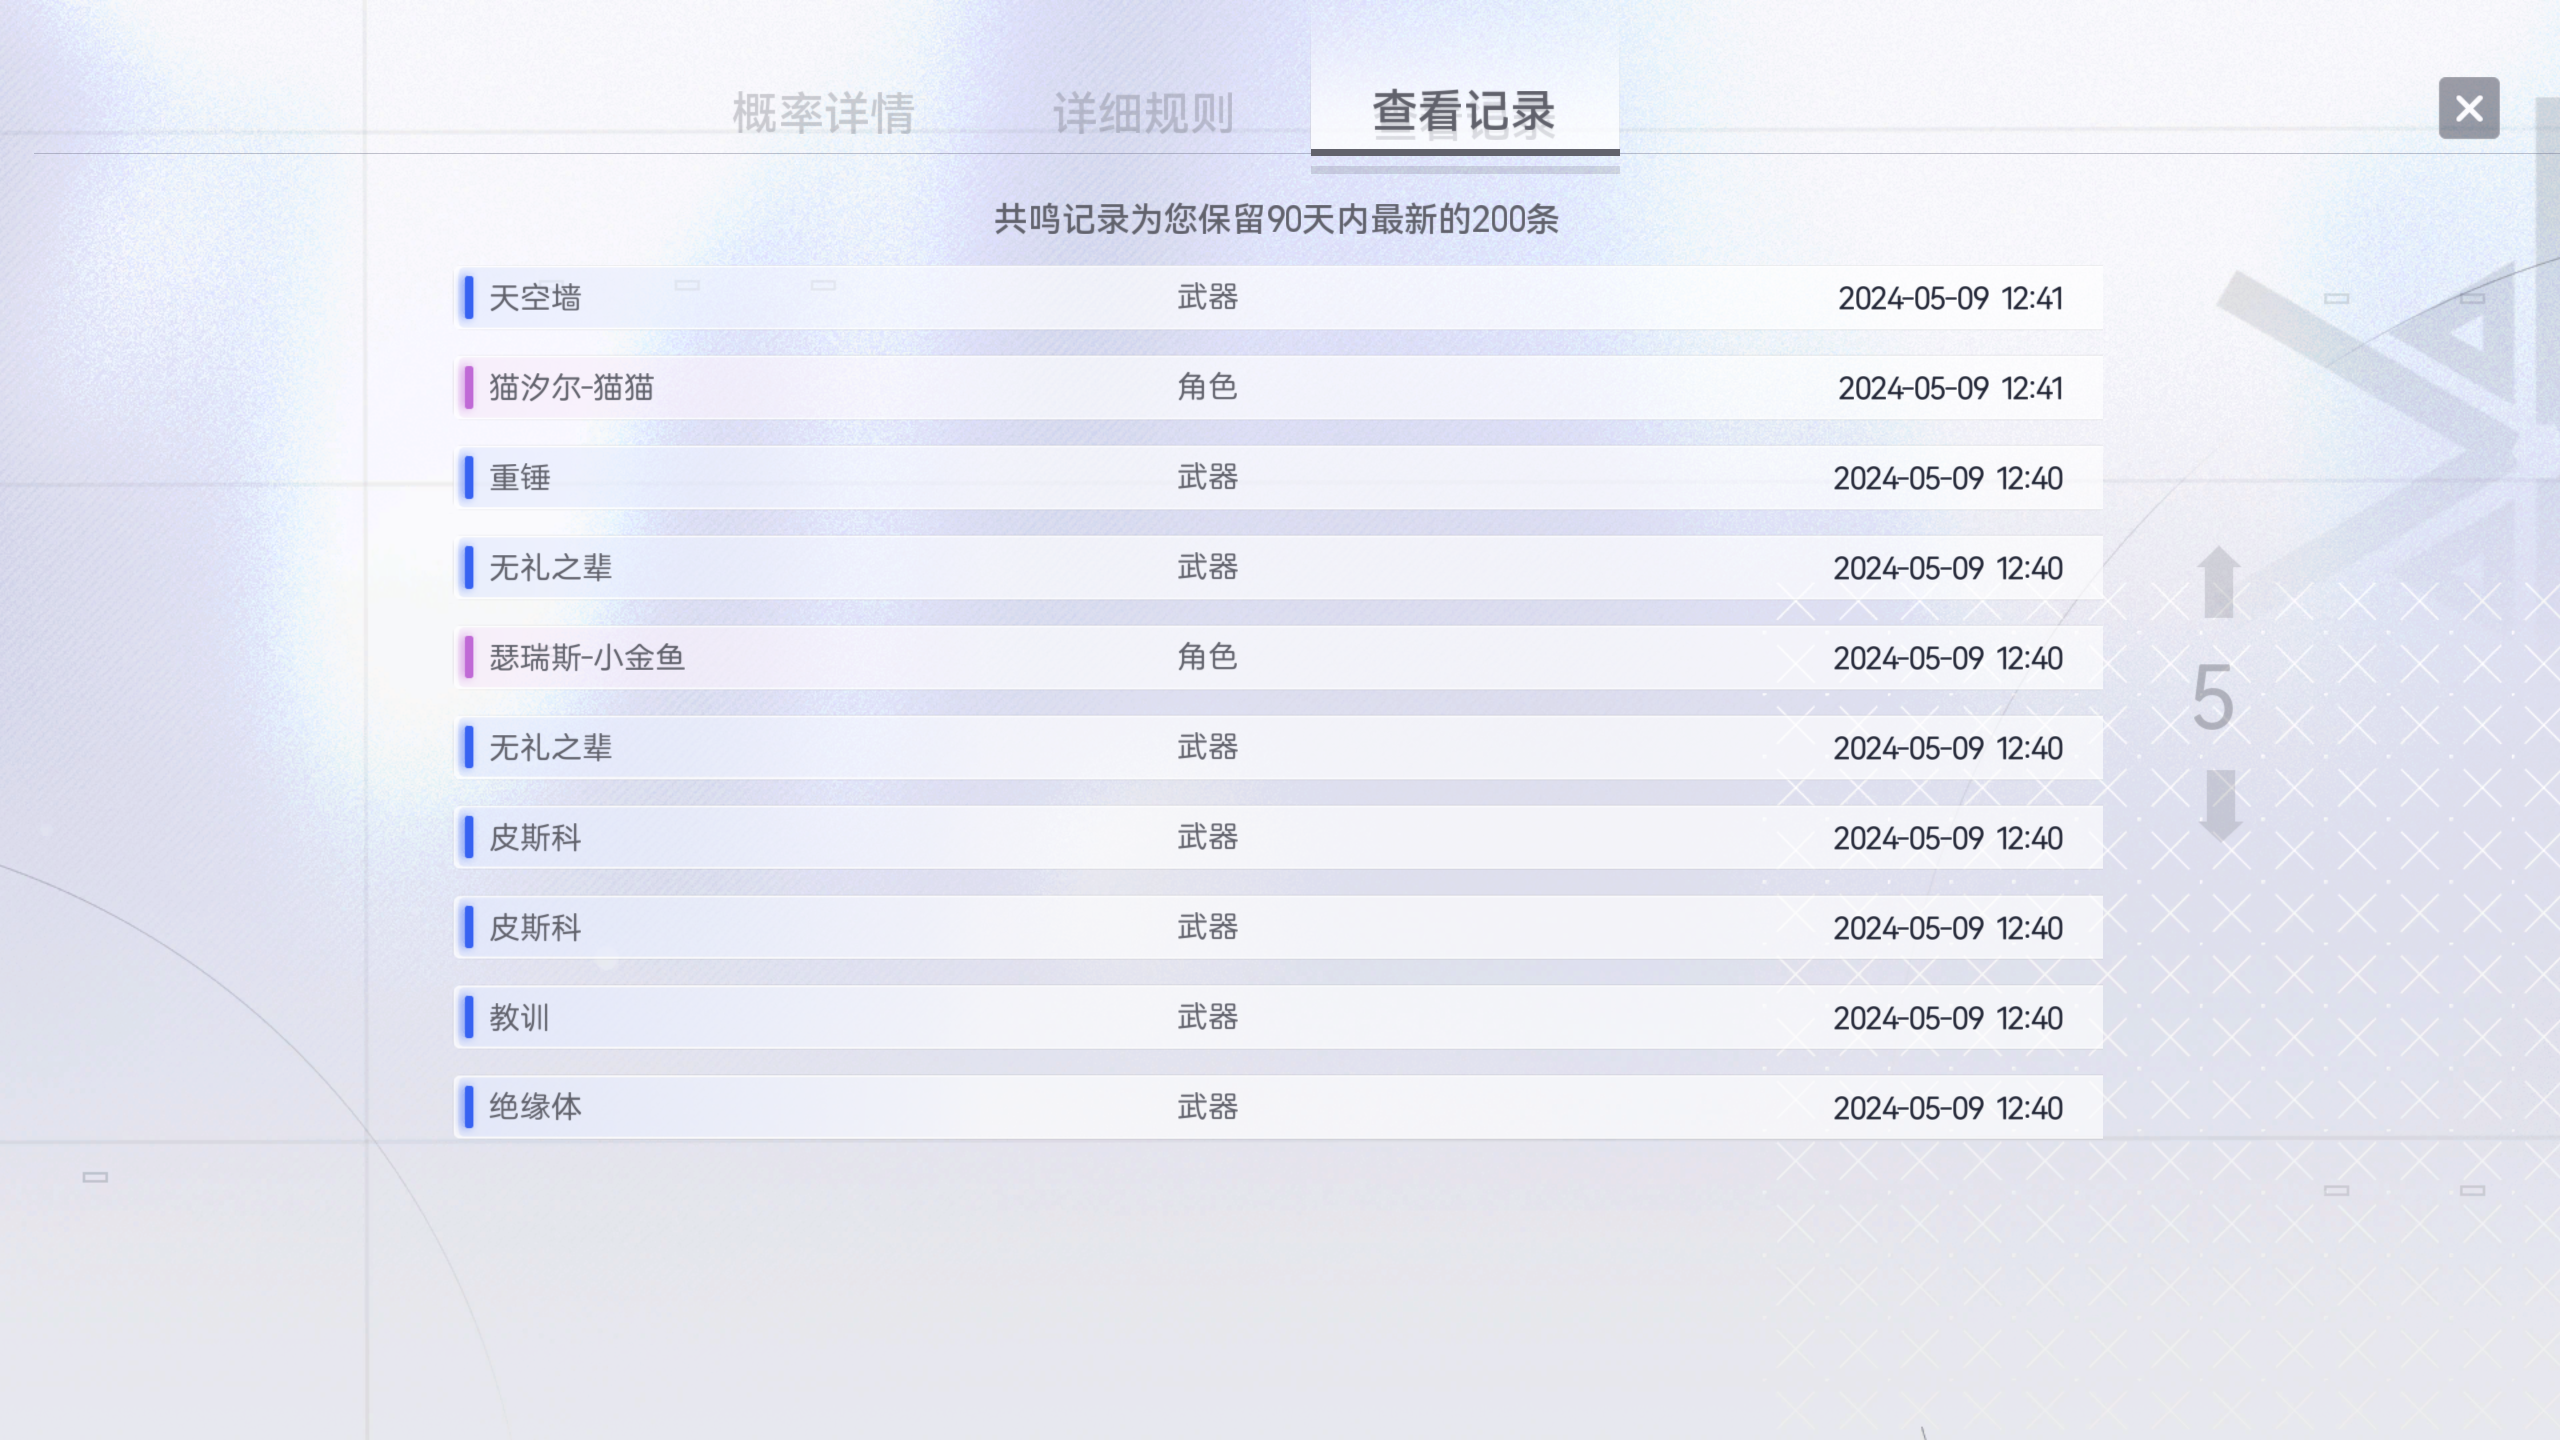 概率详情 详细规则 查看记录
共鸣记录为您保留90天内最新的200条
天空墙 武器 2024-05-09 12:41
猫汐尔-猫猫 角色 2024-05-09 12:41
重锤 武器 2024-05-09 12:40
无礼之辈 武器 2024-05-09 12:40
瑟瑞斯-小金鱼 角色 2024-05-09 12:40
5
无礼之辈 武器 2024-05-09 12:40
皮斯科 武器 2024-05-09 12:40
皮斯科 武器 2024-05-09 12:40
教训 武器 2024-05-09 12:40
绝缘体 武器 2024-05-09 12:40